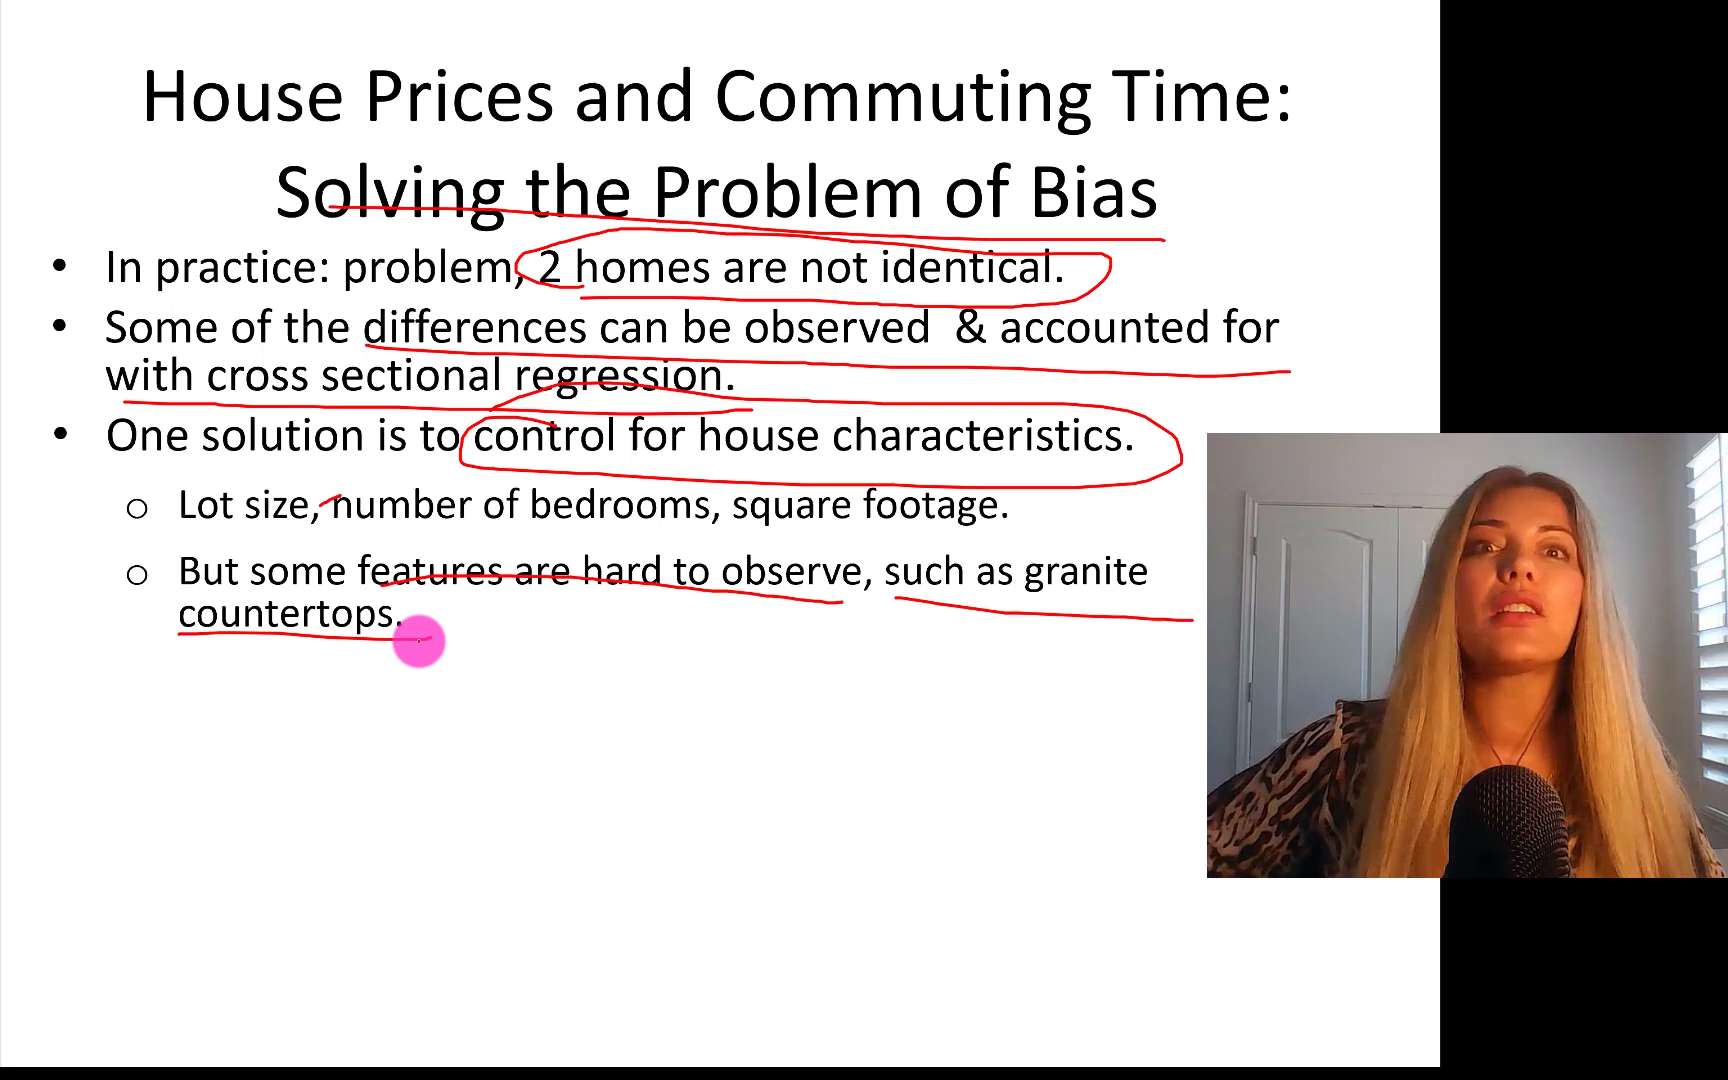 House Prices and Commuting Time:
Solving the Problem of Bias
• In practice: problem, 2 homes are not identical.
• Some of the differences can be observed & accounted for
with cross sectional regression.
• One solution is to control for house characteristics.
o Lot size, number of bedrooms, square footage.
o But some features are hard to observe, such as granite
countertops.